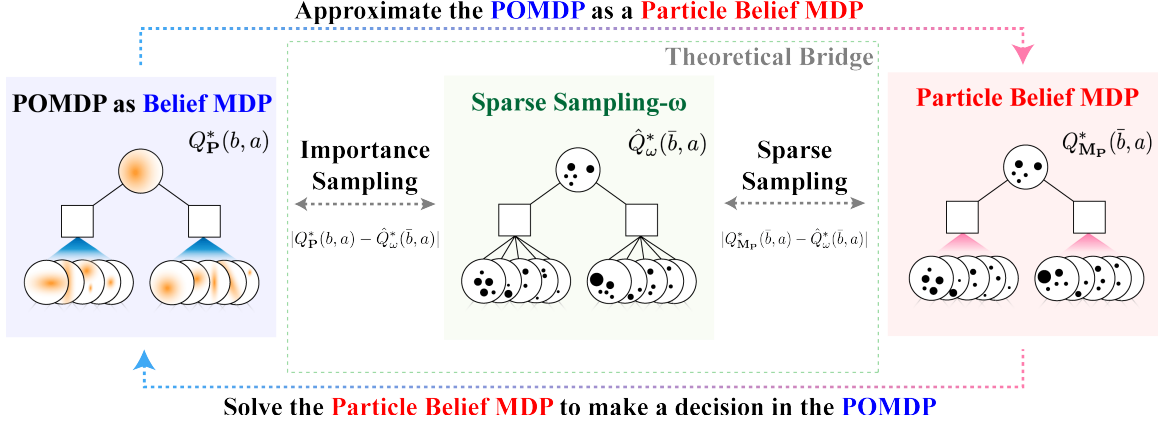 Approximate the POMDP as a Particle Belief MDP
Theoretical Bridge
POMDP as Belief MDP
Q*_P(b, a)
Importance
Sampling
|Q*_P(b, a) − Q̂*_ω(b̄, a)|
Sparse Sampling-ω
Q̂*_ω(b̄, a)
Sparse
Sampling
|Q*_{M_P}(b̄, a) − Q̂*_ω(b̄, a)|
Particle Belief MDP
Q*_{M_P}(b̄, a)
Solve the Particle Belief MDP to make a decision in the POMDP